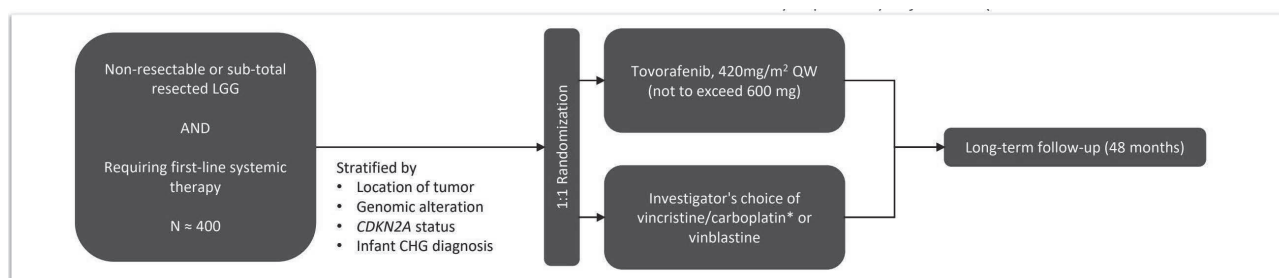 Non-resectable or sub-total
resected LGG
AND
Requiring first-line systemic
therapy
N ≈ 400
Stratified by
• Location of tumor
• Genomic alteration
• CDKN2A status
• Infant CHG diagnosis
1:1 Randomization
Tovorafenib, 420mg/m² QW
(not to exceed 600 mg)
Investigator's choice of
vincristine/carboplatin* or
vinblastine
Long-term follow-up (48 months)